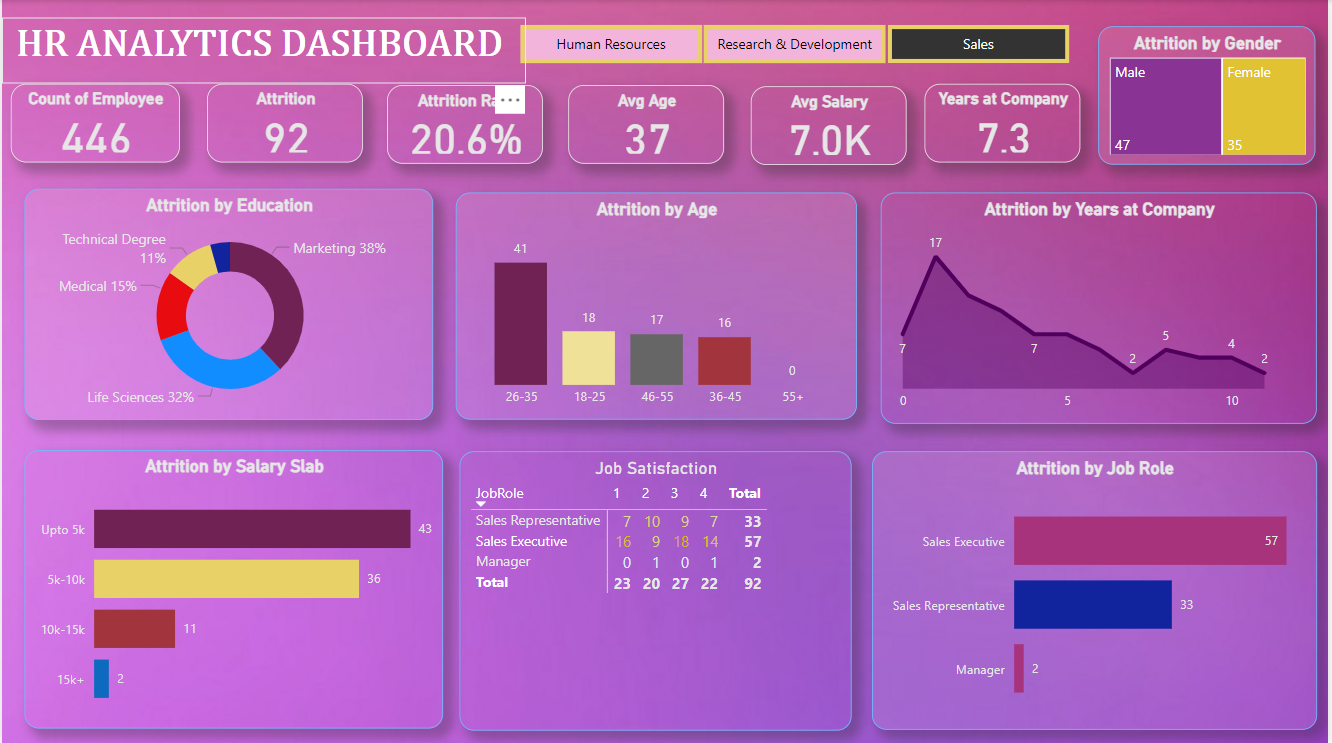 HR ANALYTICS DASHBOARD
Human Resources
Research & Development
Sales
Attrition by Gender
Male
Female
47
35
Count of Employee
446
Attrition
92
Attrition Ra
20.6%
Avg Age
37
Avg Salary
7.0K
Years at Company
7.3
Attrition by Education
Technical Degree
11%
Marketing 38%
Medical 15%
Life Sciences 32%
Attrition by Age
41
18
17
16
0
26-35 18-25 46-55 36-45 55+
Attrition by Years at Company
17
7
7
2
5
4
2
0 5 10
Attrition by Salary Slab
Upto 5k 43
5k-10k 36
10k-15k 11
15k+ 2
Job Satisfaction
JobRole 1 2 3 4 Total
Sales Representative 7 10 9 7 33
Sales Executive 16 9 18 14 57
Manager 0 1 0 1 2
Total 23 20 27 22 92
Attrition by Job Role
Sales Executive 57
Sales Representative 33
Manager 2